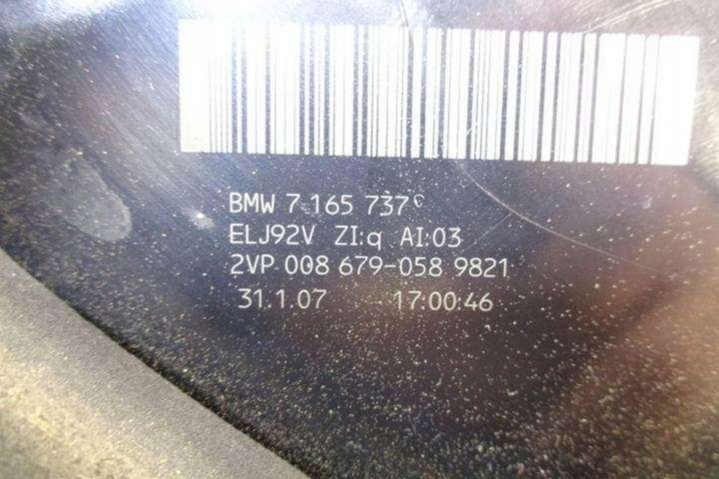 BMW 7 165 737
ELJ92V ZI:q AI:03
2VP 008 679-058 9821
31.1.07 17:00:46